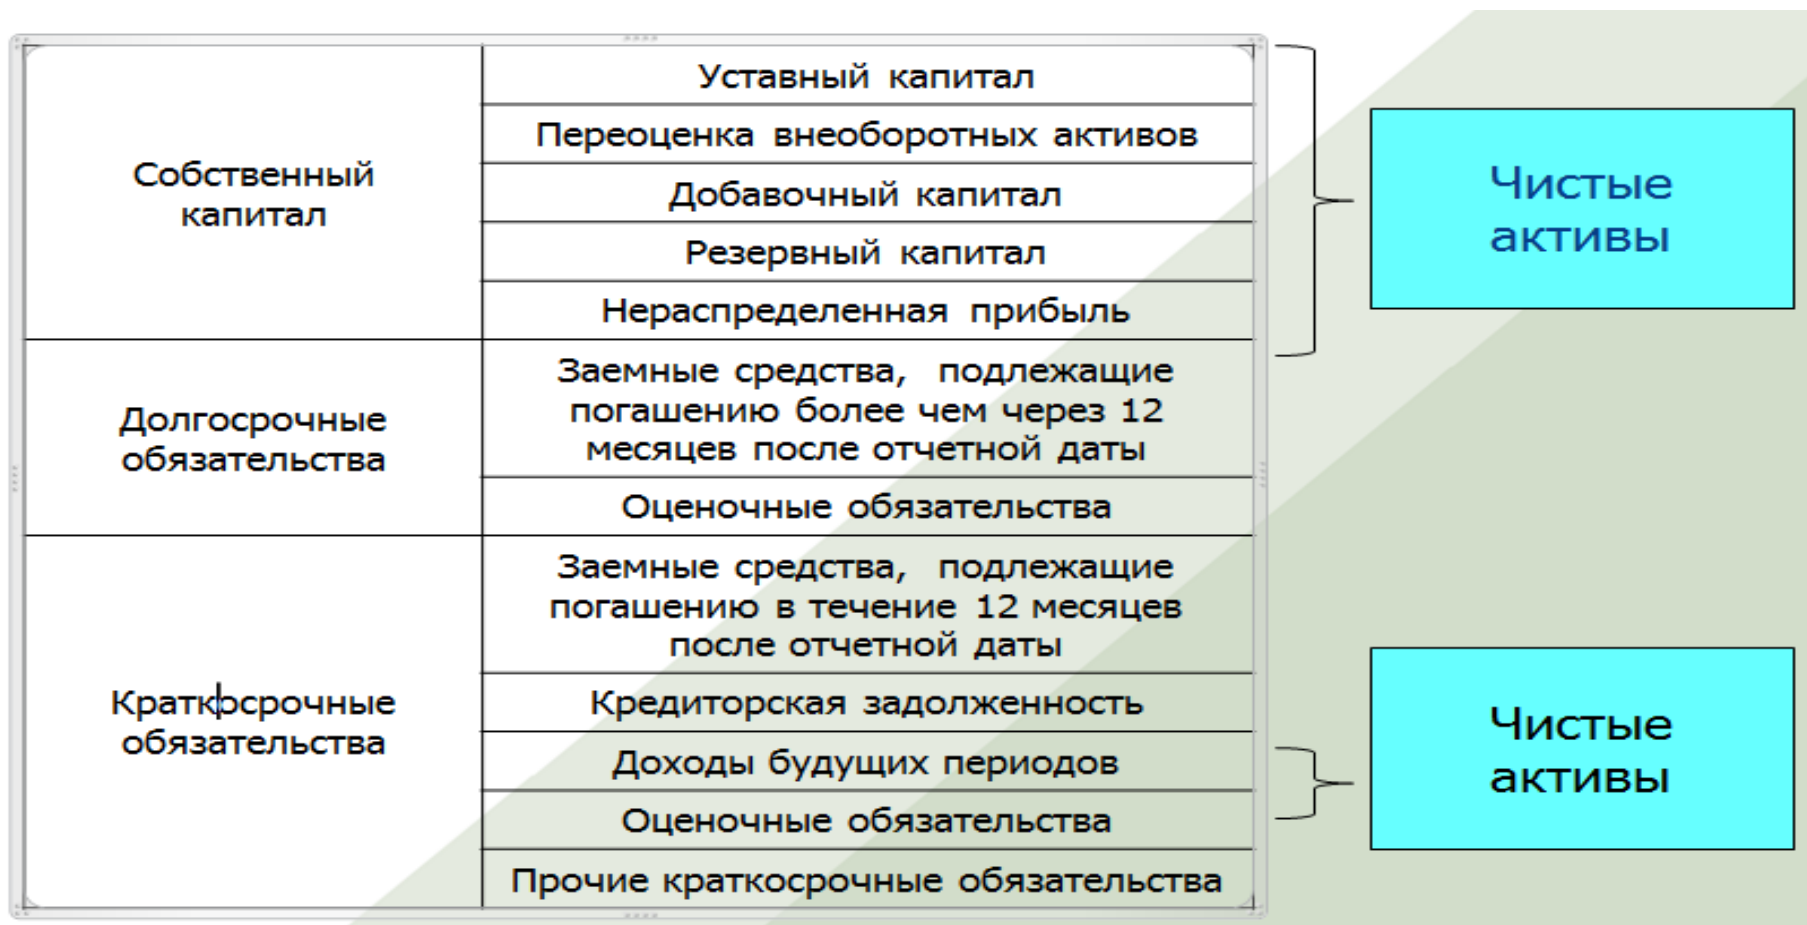 Собственный
капитал
Уставный капитал
Переоценка внеоборотных активов
Добавочный капитал
Резервный капитал
Нераспределенная прибыль
Чистые
активы
Долгосрочные
обязательства
Заемные средства, подлежащие
погашению более чем через 12
месяцев после отчетной даты
Оценочные обязательства
Краткосрочные
обязательства
Заемные средства, подлежащие
погашению в течение 12 месяцев
после отчетной даты
Кредиторская задолженность
Доходы будущих периодов
Оценочные обязательства
Прочие краткосрочные обязательства
Чистые
активы